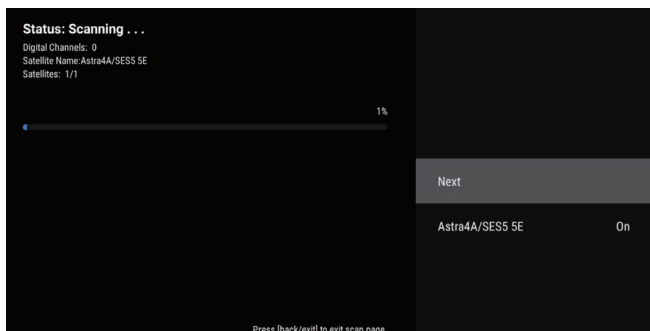 Status: Scanning . . .
Digital Channels: 0
Satellite Name:Astra4A/SES5 5E
Satellites: 1/1
1%
Next
Astra4A/SES5 5E On
Press [back/exit] to exit scan page